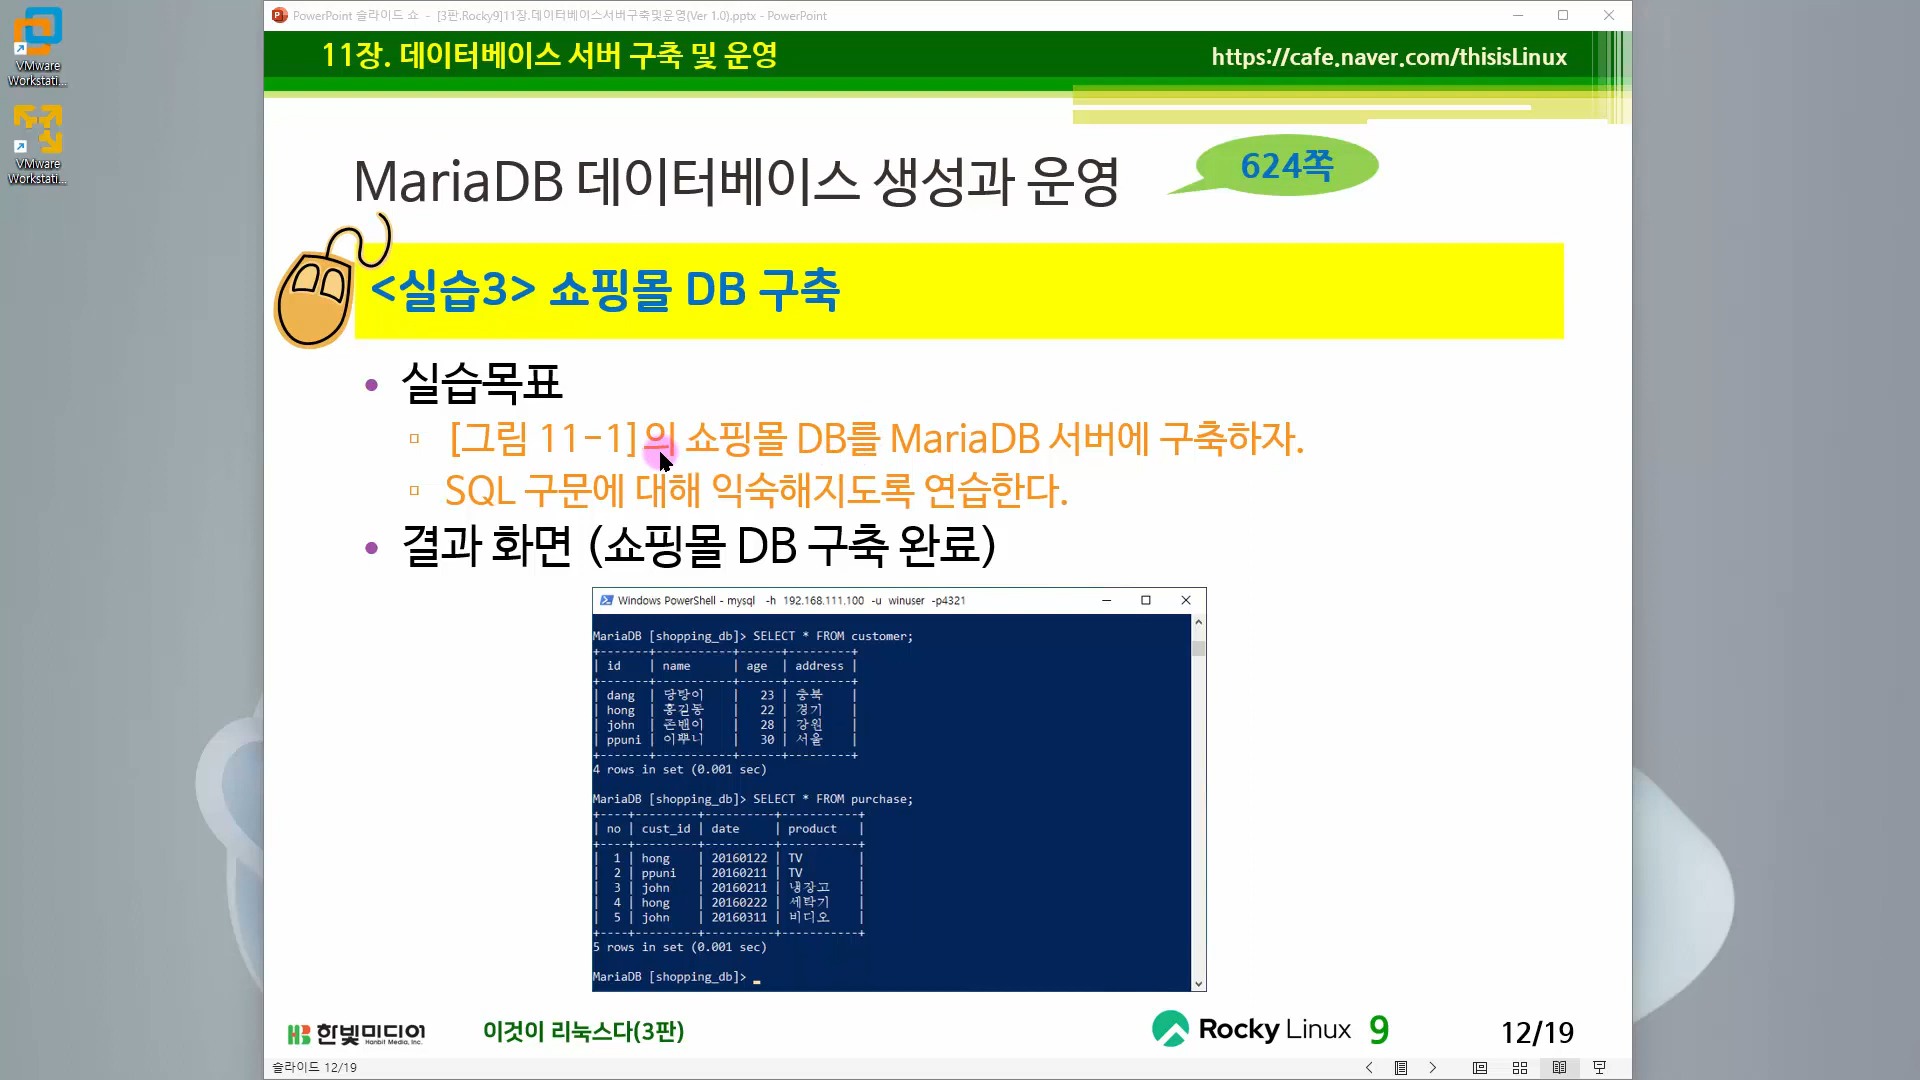 VMware
Workstati...
VMware
Workstati...
PowerPoint 슬라이드 쇼 - [3판.Rocky9]11장.데이터베이스서버구축및운영(Ver 1.0).pptx - PowerPoint
11장. 데이터베이스 서버 구축 및 운영
https://cafe.naver.com/thisisLinux
MariaDB 데이터베이스 생성과 운영
624쪽
<실습3> 쇼핑몰 DB 구축
• 실습목표
▫ [그림 11-1]의 쇼핑몰 DB를 MariaDB 서버에 구축하자.
▫ SQL 구문에 대해 익숙해지도록 연습한다.
• 결과 화면 (쇼핑몰 DB 구축 완료)
Windows PowerShell - mysql -h 192.168.111.100 -u winuser -p4321
MariaDB [shopping_db]> SELECT * FROM customer;
+-------+-----------+------+---------+
| id | name | age | address |
+-------+-----------+------+---------+
| dang | 당탕이 | 23 | 충북 |
| hong | 홍길동 | 22 | 경기 |
| john | 존밴이 | 28 | 강원 |
| ppuni | 이뿌니 | 30 | 서울 |
+-------+-----------+------+---------+
4 rows in set (0.001 sec)
MariaDB [shopping_db]> SELECT * FROM purchase;
+----+---------+----------+-----------+
| no | cust_id | date | product |
+----+---------+----------+-----------+
| 1 | hong | 20160122 | TV |
| 2 | ppuni | 20160211 | TV |
| 3 | john | 20160211 | 냉장고 |
| 4 | hong | 20160222 | 세탁기 |
| 5 | john | 20160311 | 비디오 |
+----+---------+----------+-----------+
5 rows in set (0.001 sec)
MariaDB [shopping_db]> _
한빛미디어
Hanbit Media, Inc.
이것이 리눅스다(3판)
Rocky Linux 9
12/19
슬라이드 12/19